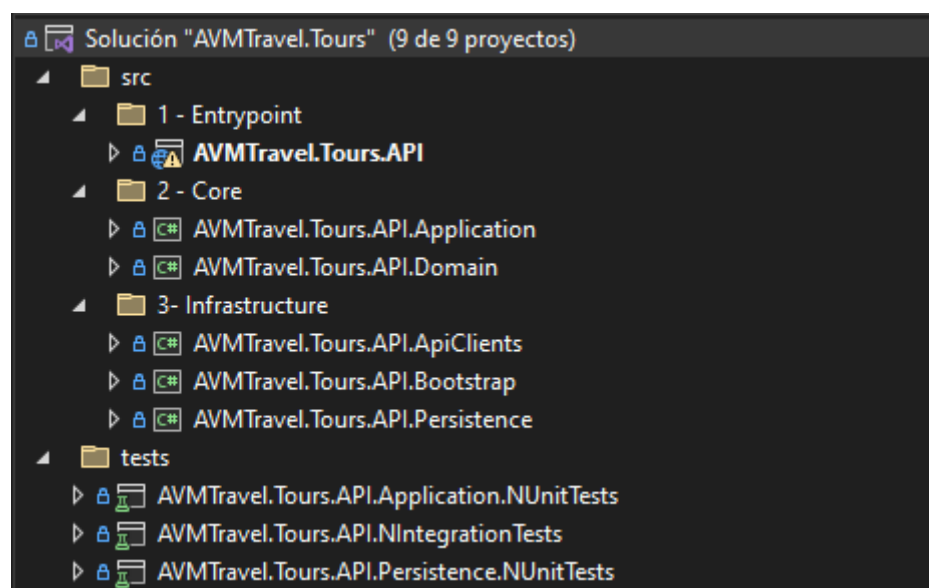 Solución "AVMTravel.Tours" (9 de 9 proyectos)
src
1 - Entrypoint
AVMTravel.Tours.API
2 - Core
C# AVMTravel.Tours.API.Application
C# AVMTravel.Tours.API.Domain
3- Infrastructure
C# AVMTravel.Tours.API.ApiClients
C# AVMTravel.Tours.API.Bootstrap
C# AVMTravel.Tours.API.Persistence
tests
AVMTravel.Tours.API.Application.NUnitTests
AVMTravel.Tours.API.NIntegrationTests
AVMTravel.Tours.API.Persistence.NUnitTests